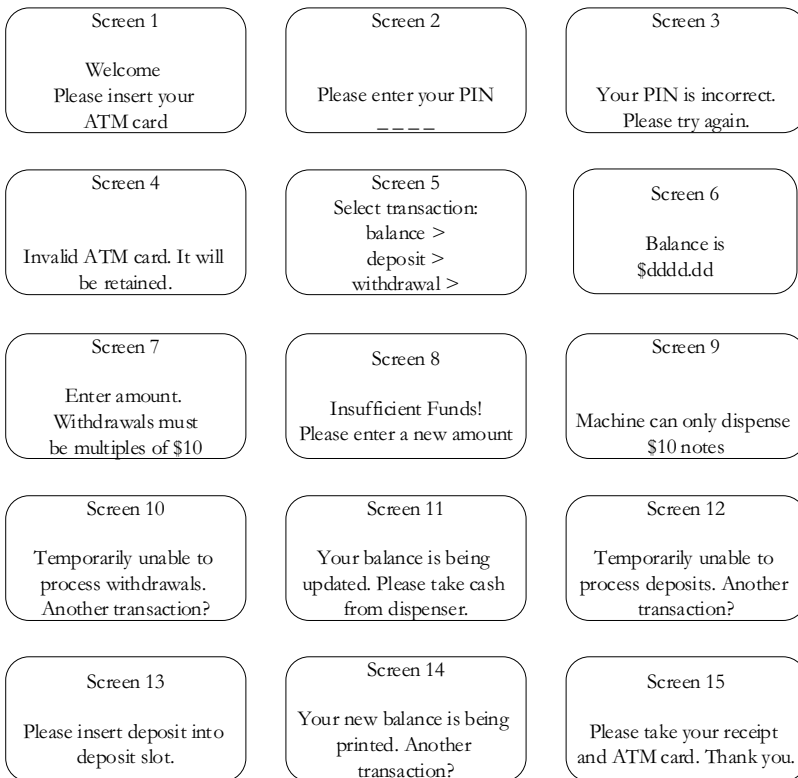 Screen 1
Welcome
Please insert your
ATM card
Screen 2
Please enter your PIN
_ _ _ _
Screen 3
Your PIN is incorrect.
Please try again.
Screen 4
Invalid ATM card. It will
be retained.
Screen 5
Select transaction:
balance >
deposit >
withdrawal >
Screen 6
Balance is
$dddd.dd
Screen 7
Enter amount.
Withdrawals must
be multiples of $10
Screen 8
Insufficient Funds!
Please enter a new amount
Screen 9
Machine can only dispense
$10 notes
Screen 10
Temporarily unable to
process withdrawals.
Another transaction?
Screen 11
Your balance is being
updated. Please take cash
from dispenser.
Screen 12
Temporarily unable to
process deposits. Another
transaction?
Screen 13
Please insert deposit into
deposit slot.
Screen 14
Your new balance is being
printed. Another
transaction?
Screen 15
Please take your receipt
and ATM card. Thank you.